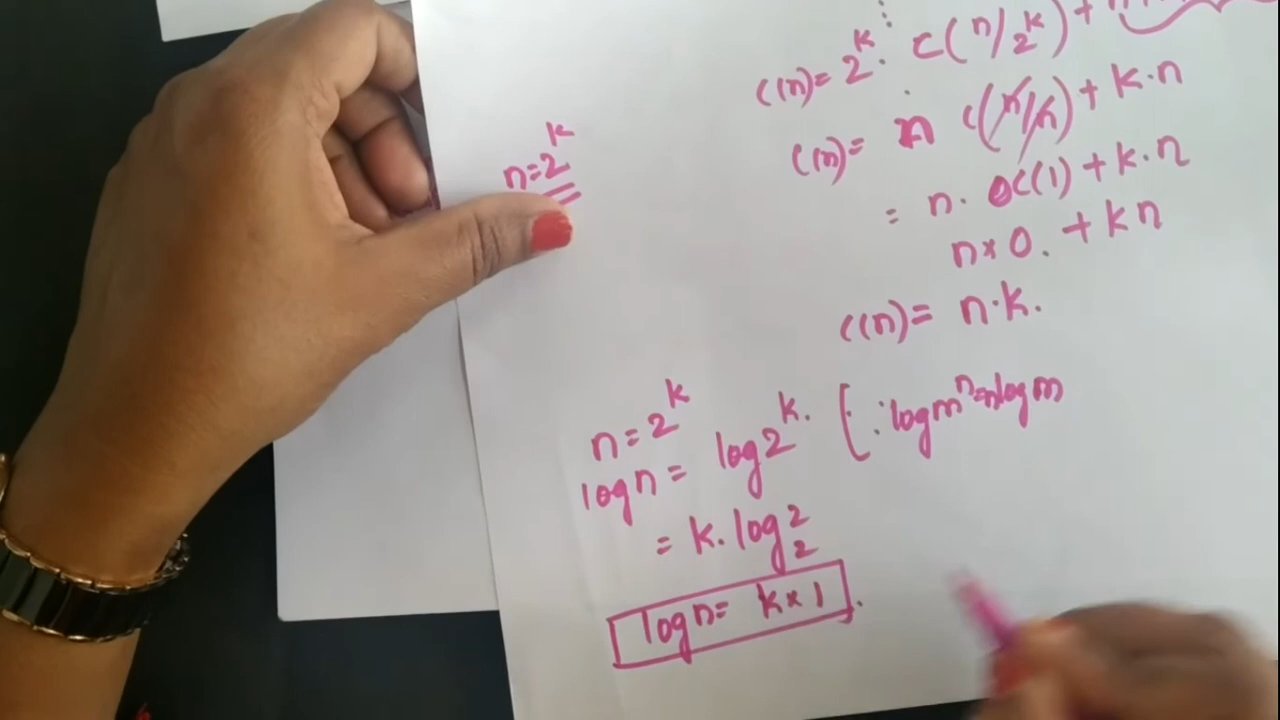 ⋮
C(n) = 2^k . C(n/2^k) +
C(n) = n C(n/n) + k.n
= n. C(1) + k.n
n×0. + kn
C(n) = n.k.
n=2^k
n=2^k
log n = log 2^k. [∵ log m^n = n log m
= k. log_2 2
log n = k×1.